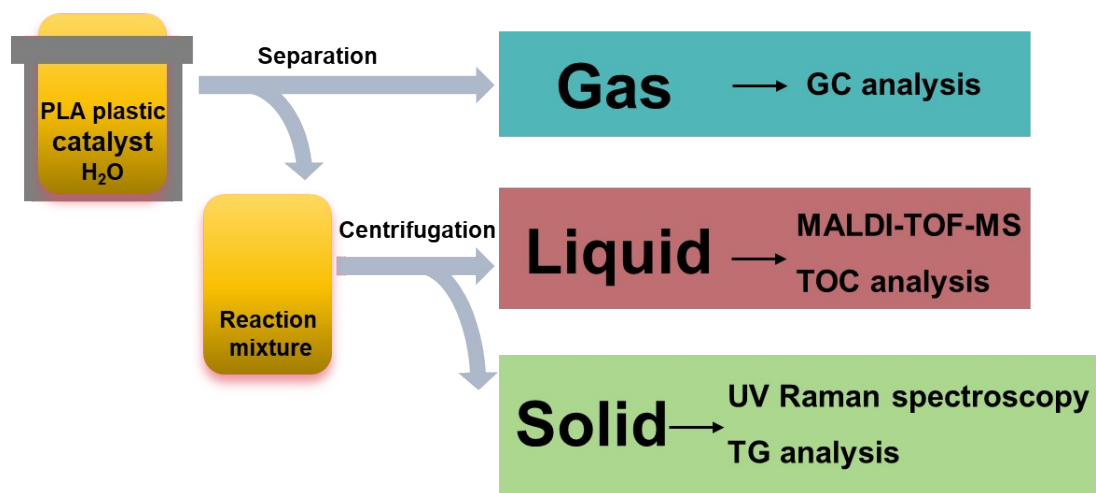 PLA plastic
catalyst
H₂O
Separation
Gas
GC analysis
Reaction
mixture
Centrifugation
Liquid
MALDI-TOF-MS
TOC analysis
Solid
UV Raman spectroscopy
TG analysis